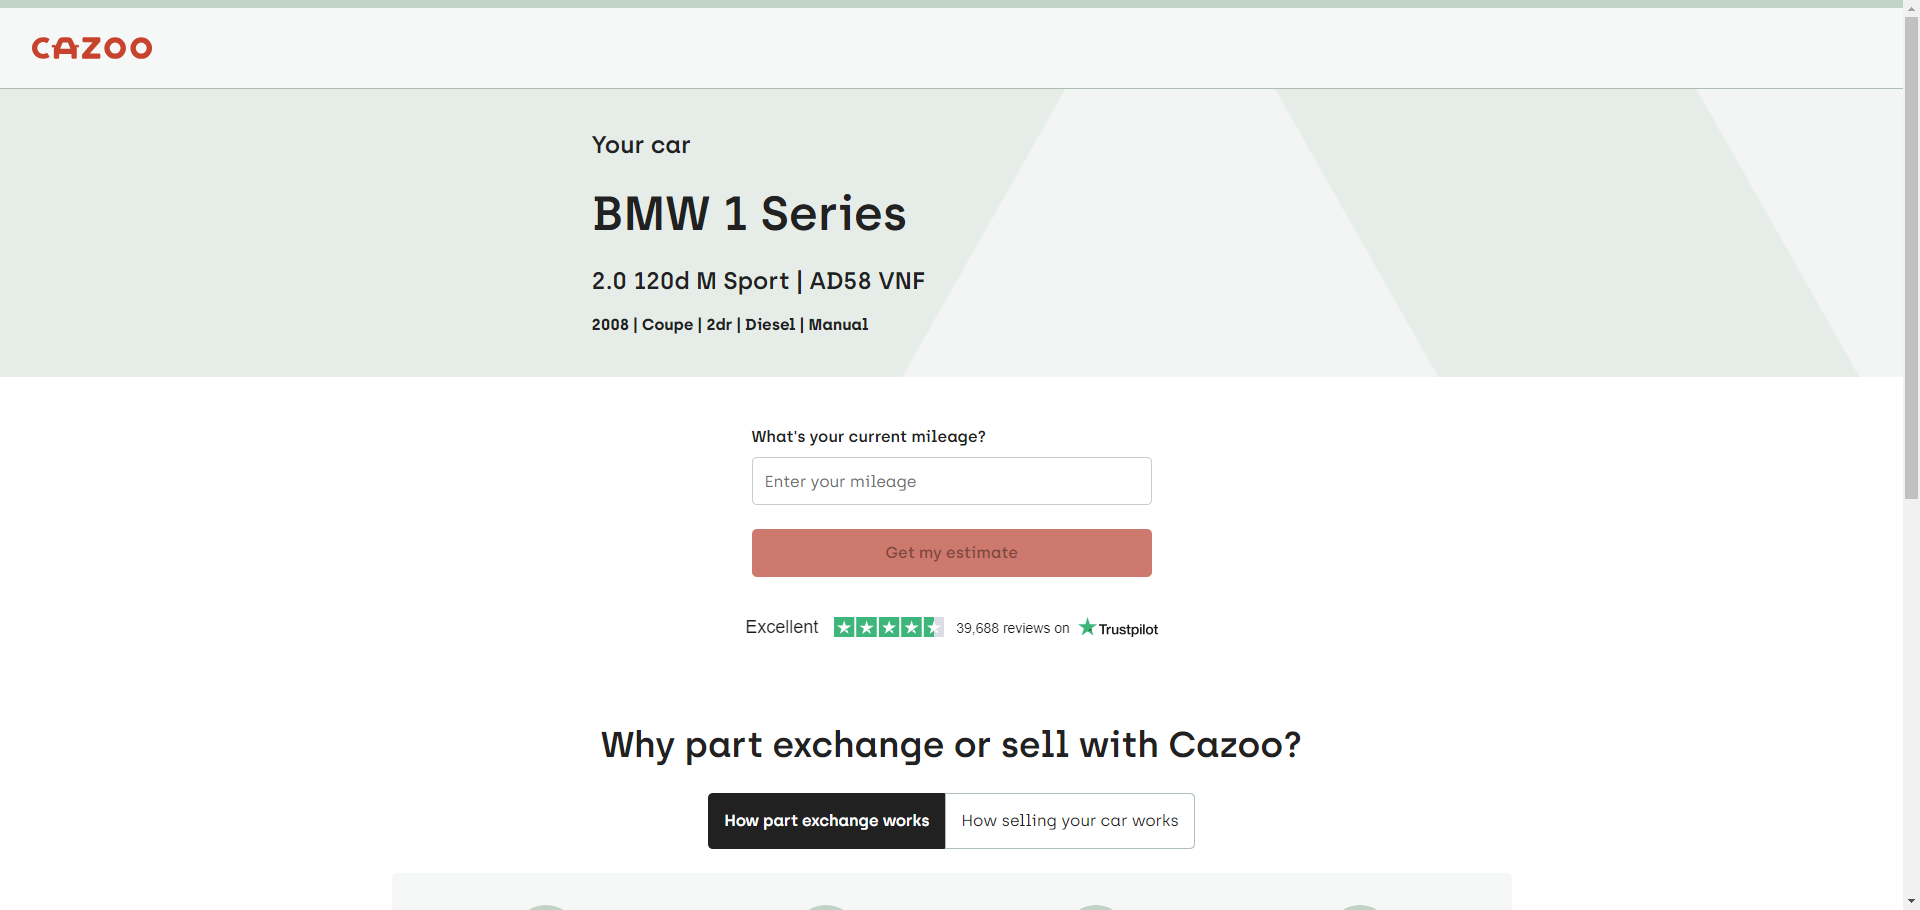 CAZOO
Your car
BMW 1 Series
2.0 120d M Sport | AD58 VNF
2008 | Coupe | 2dr | Diesel | Manual
What's your current mileage?
Enter your mileage
Get my estimate
Excellent 39,688 reviews on Trustpilot
Why part exchange or sell with Cazoo?
How part exchange works How selling your car works